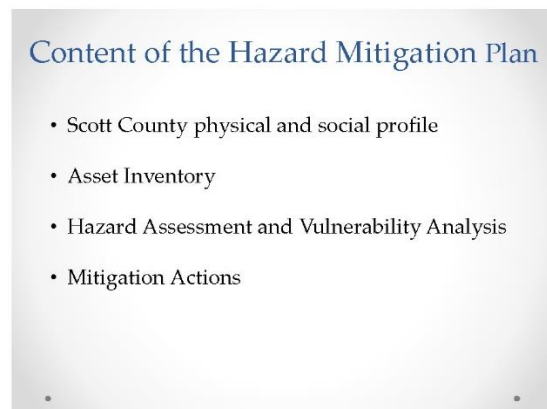 Content of the Hazard Mitigation Plan
• Scott County physical and social profile
• Asset Inventory
• Hazard Assessment and Vulnerability Analysis
• Mitigation Actions